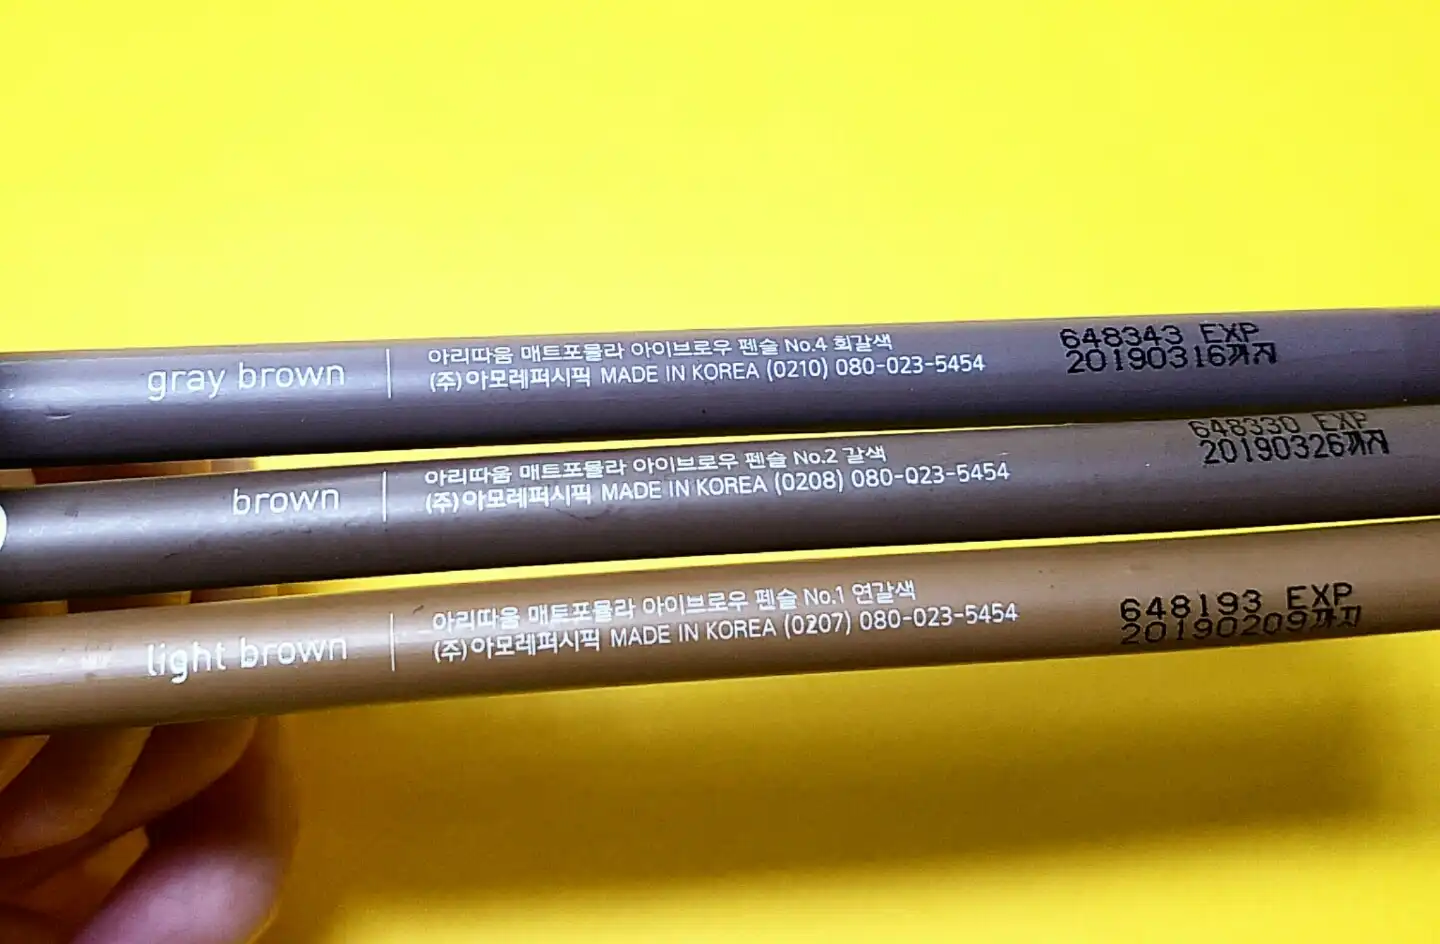 gray brown
아리따움 매트포뮬라 아이브로우 펜슬 No.4 회갈색
(주)아모레퍼시픽 MADE IN KOREA (0210) 080-023-5454
648343 EXP
20190316까지
brown
아리따움 매트포뮬라 아이브로우 펜슬 No.2 갈색
(주)아모레퍼시픽 MADE IN KOREA (0208) 080-023-5454
648330 EXP
20190326까지
light brown
아리따움 매트포뮬라 아이브로우 펜슬 No.1 연갈색
(주)아모레퍼시픽 MADE IN KOREA (0207) 080-023-5454
648193 EXP
20190209까지